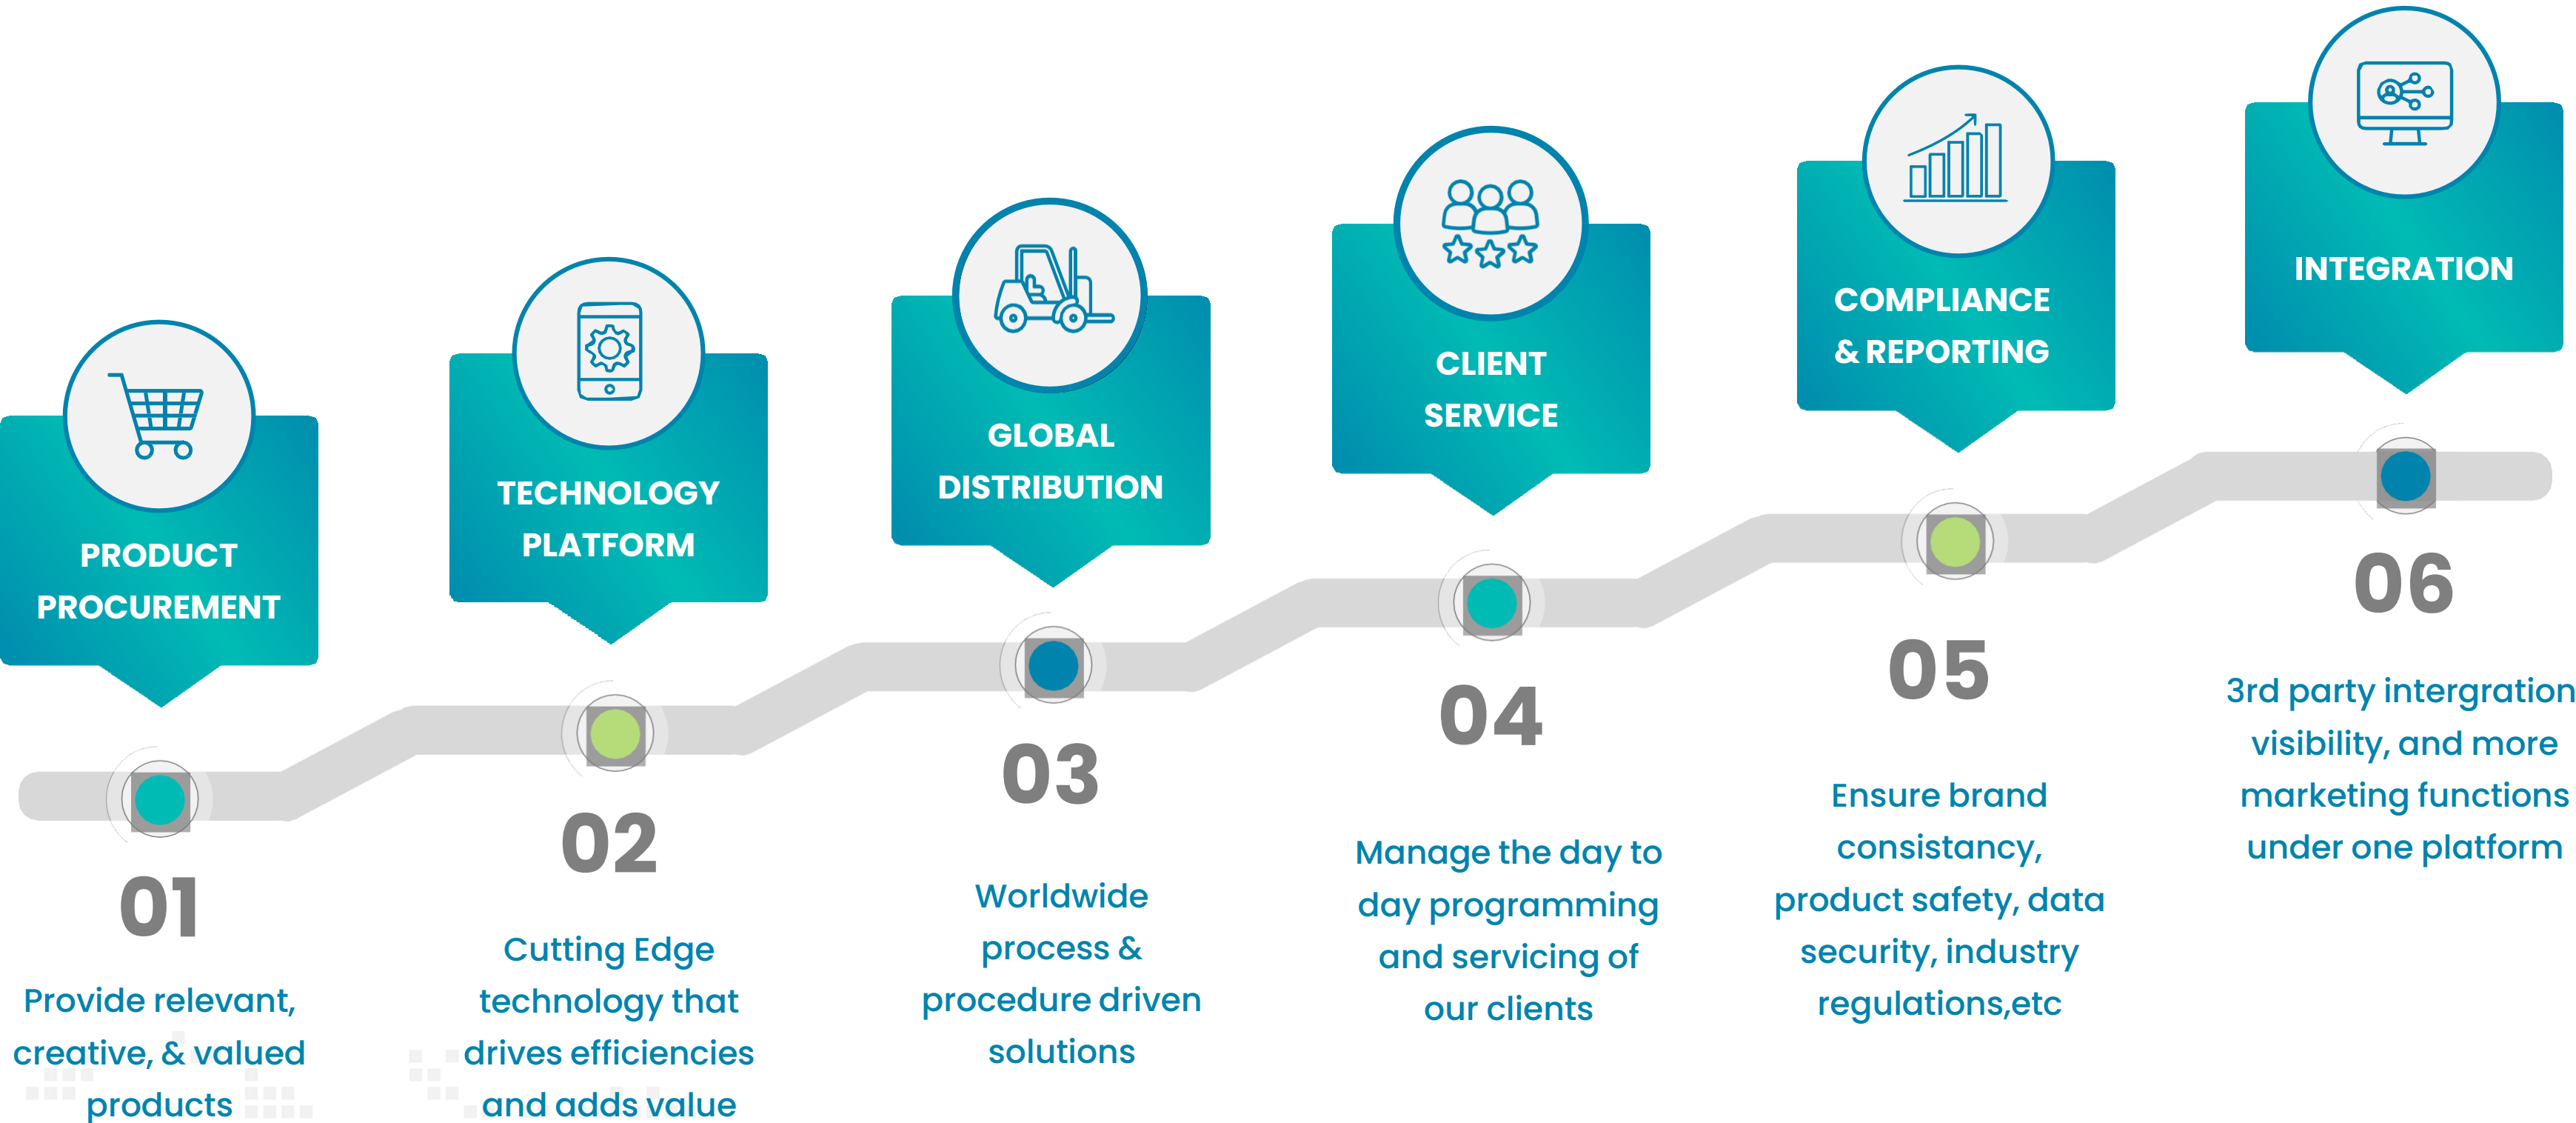 PRODUCT
PROCUREMENT
01
Provide relevant,
creative, & valued
products
TECHNOLOGY
PLATFORM
02
Cutting Edge
technology that
drives efficiencies
and adds value
GLOBAL
DISTRIBUTION
03
Worldwide
process &
procedure driven
solutions
CLIENT
SERVICE
04
Manage the day to
day programming
and servicing of
our clients
COMPLIANCE
& REPORTING
05
Ensure brand
consistancy,
product safety, data
security, industry
regulations,etc
INTEGRATION
06
3rd party intergration
visibility, and more
marketing functions
under one platform